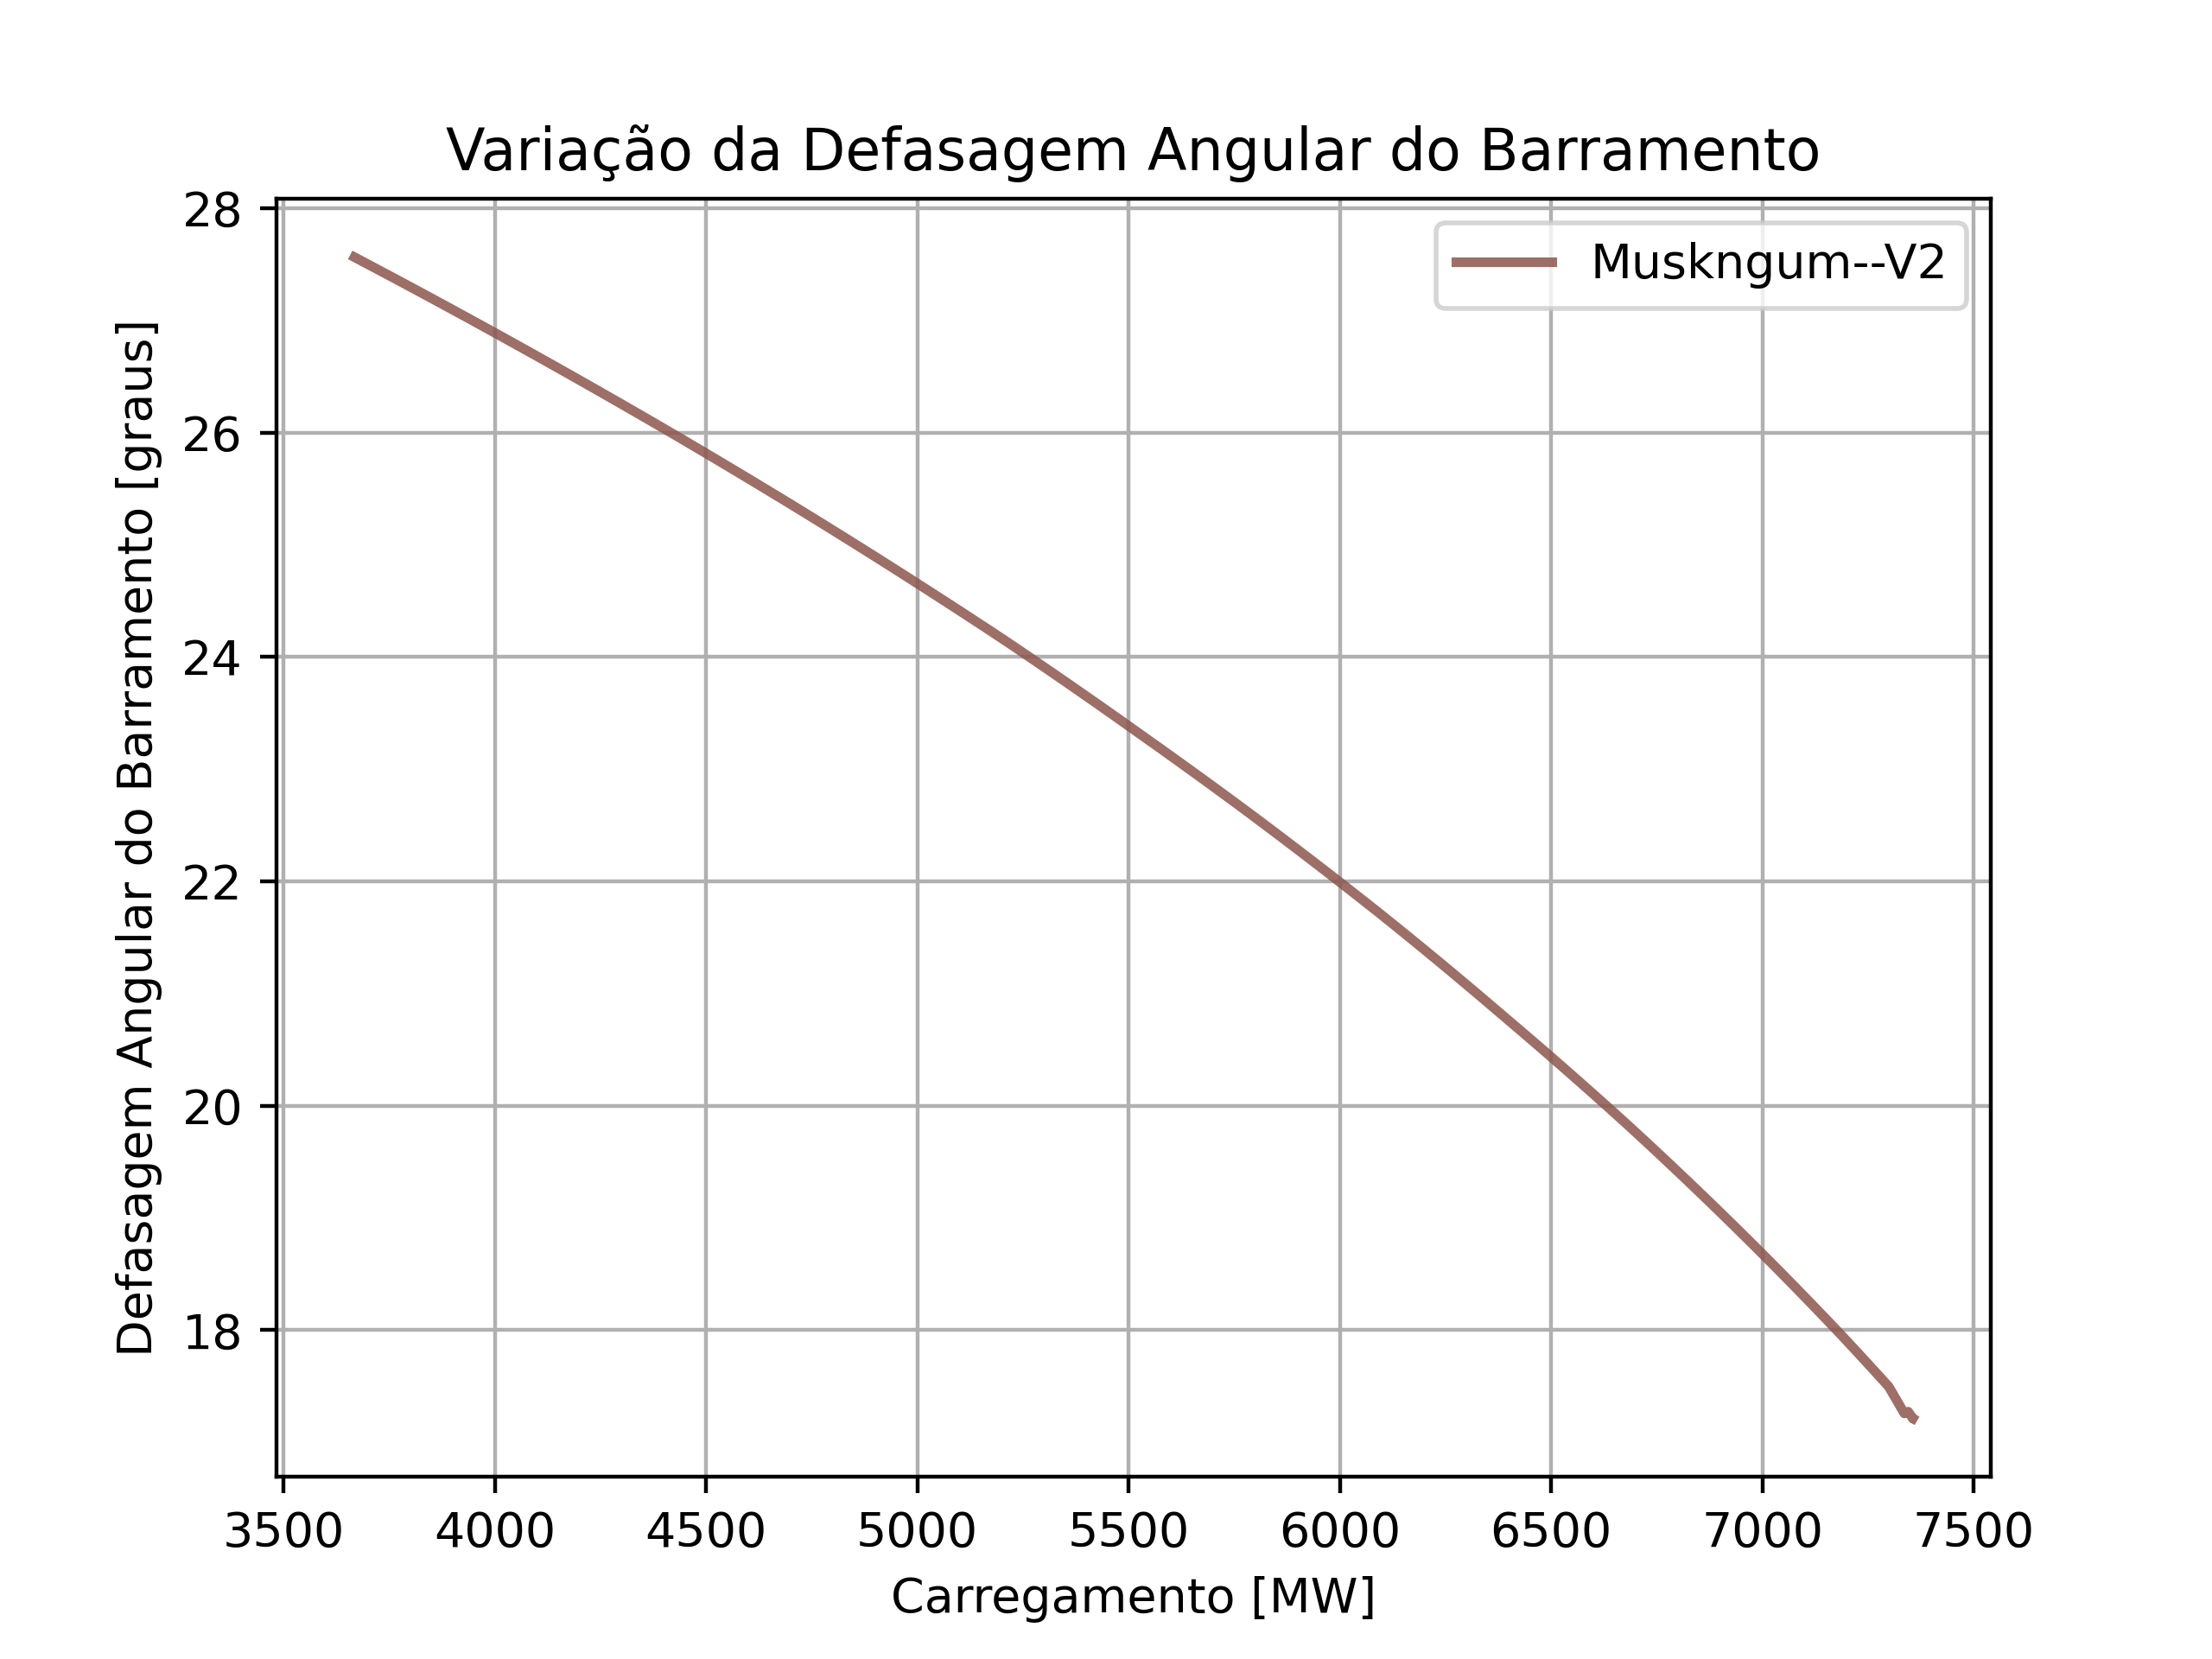 Variação da Defasagem Angular do Barramento
Muskngum--V2
Defasagem Angular do Barramento [graus]
28
26
24
22
20
18
3500 4000 4500 5000 5500 6000 6500 7000 7500
Carregamento [MW]